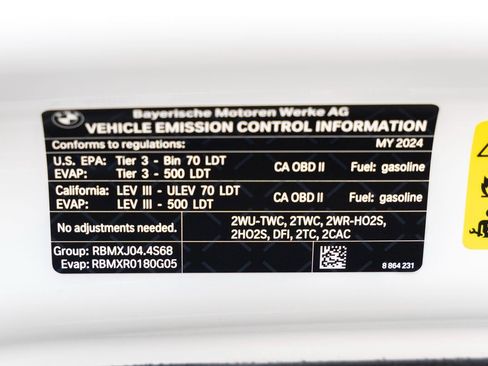 Bayerische Motoren Werke AG
VEHICLE EMISSION CONTROL INFORMATION
Conforms to regulations: MY 2024
U.S. EPA: Tier 3 - Bin 70 LDT CA OBD II Fuel: gasoline
EVAP: Tier 3 - 500 LDT
California: LEV III - ULEV 70 LDT CA OBD II Fuel: gasoline
EVAP: LEV III - 500 LDT
No adjustments needed. 2WU-TWC, 2TWC, 2WR-HO2S,
2HO2S, DFI, 2TC, 2CAC
Group: RBMXJ04.4S68
Evap: RBMXR0180G05
8 864 231